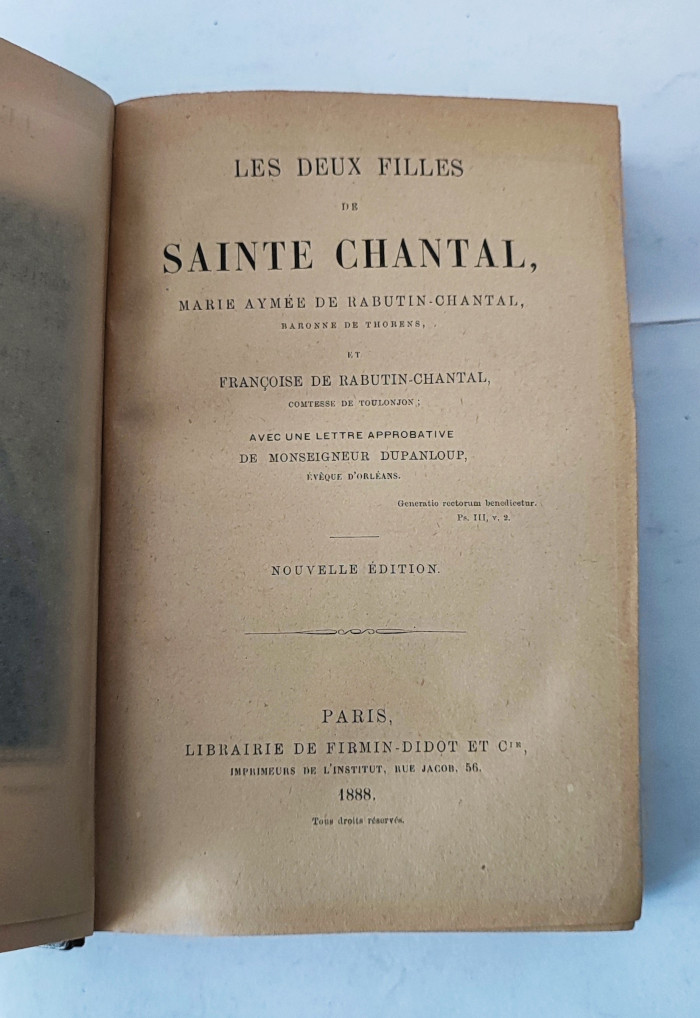 LES DEUX FILLES
DE
SAINTE CHANTAL,
MARIE AYMÉE DE RABUTIN-CHANTAL,
BARONNE DE THORENS,
ET
FRANÇOISE DE RABUTIN-CHANTAL,
COMTESSE DE TOULONJON;
AVEC UNE LETTRE APPROBATIVE
DE MONSEIGNEUR DUPANLOUP,
ÉVÊQUE D'ORLÉANS.
Generatio rectorum benedicetur.
Ps. III, v. 2.
NOUVELLE ÉDITION.
PARIS,
LIBRAIRIE DE FIRMIN-DIDOT ET Cie,
IMPRIMEURS DE L'INSTITUT, RUE JACOB, 56.
1888.
Tous droits réservés.